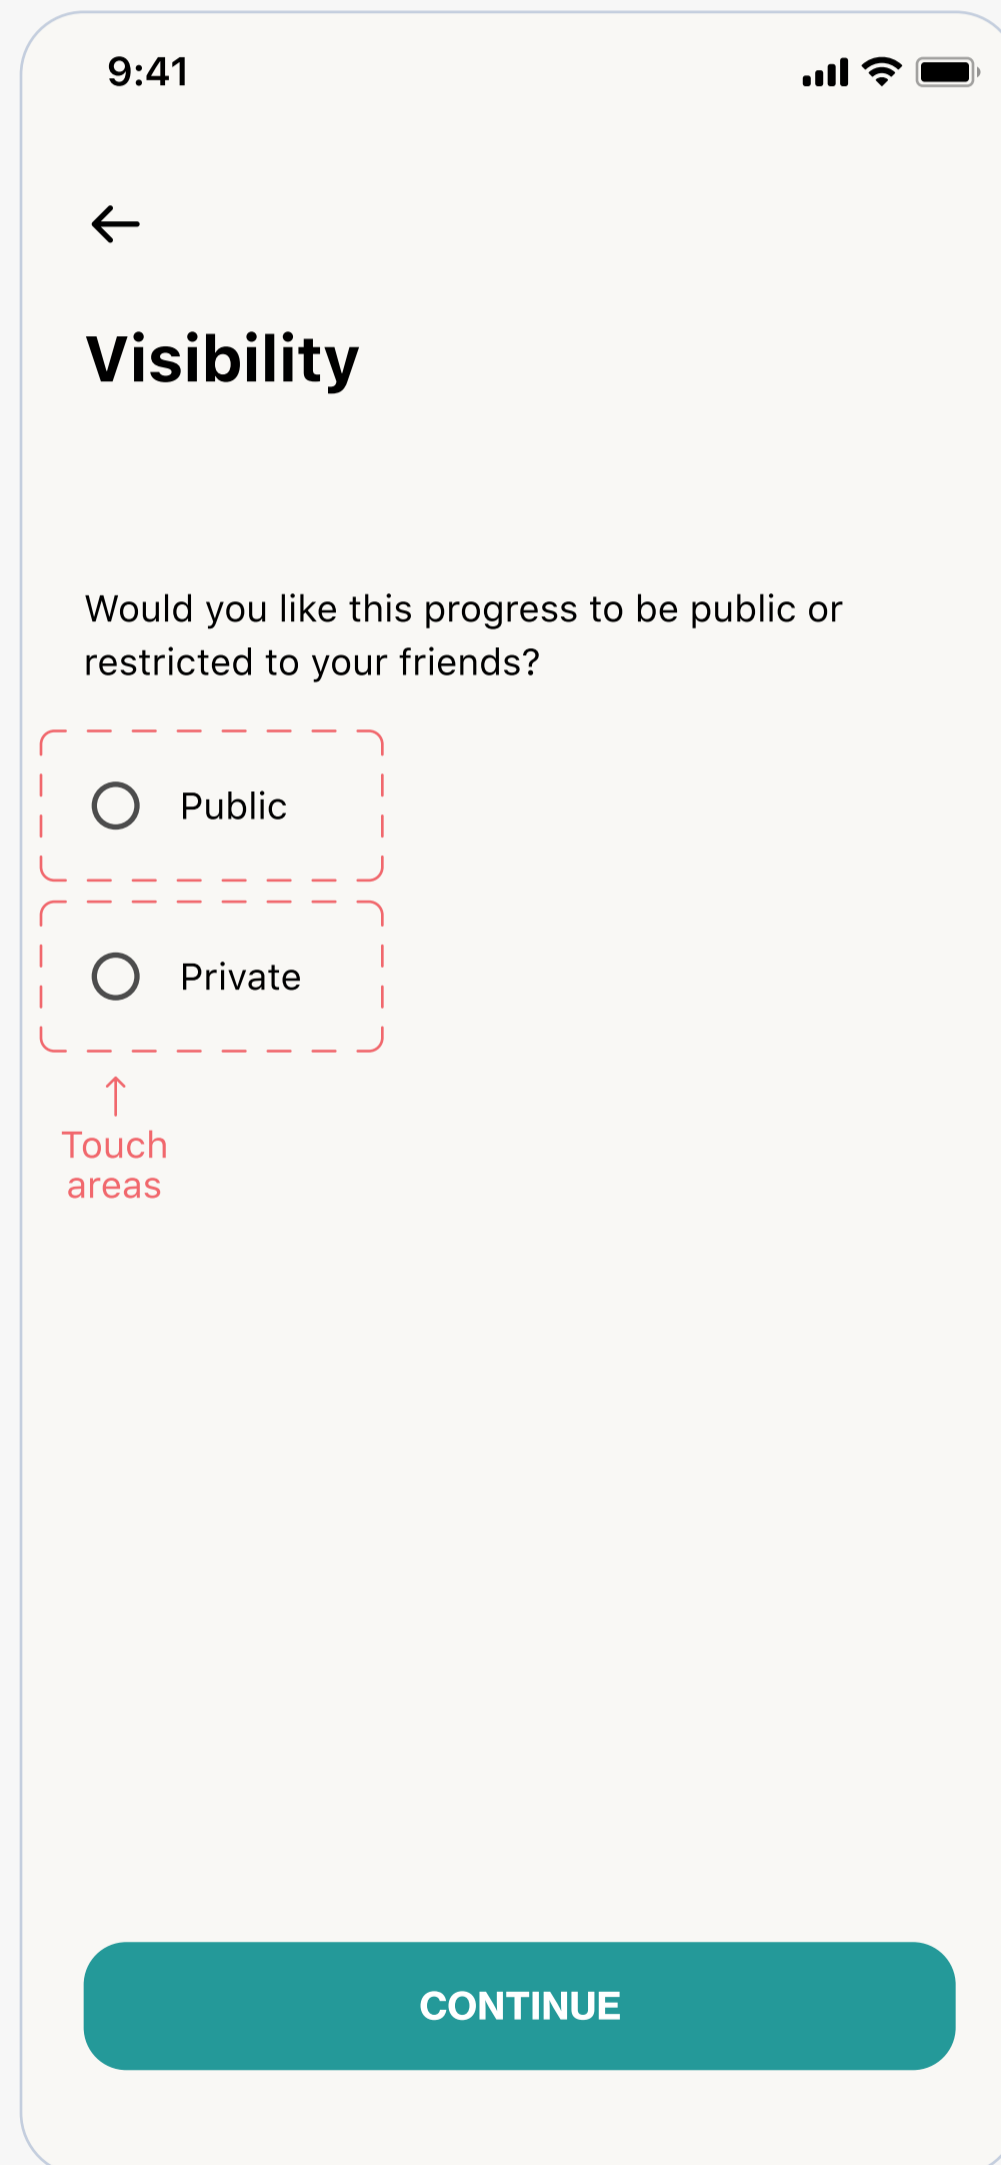 9:41
Visibility
Would you like this progress to be public or
restricted to your friends?
Public
Private
Touch
areas
CONTINUE